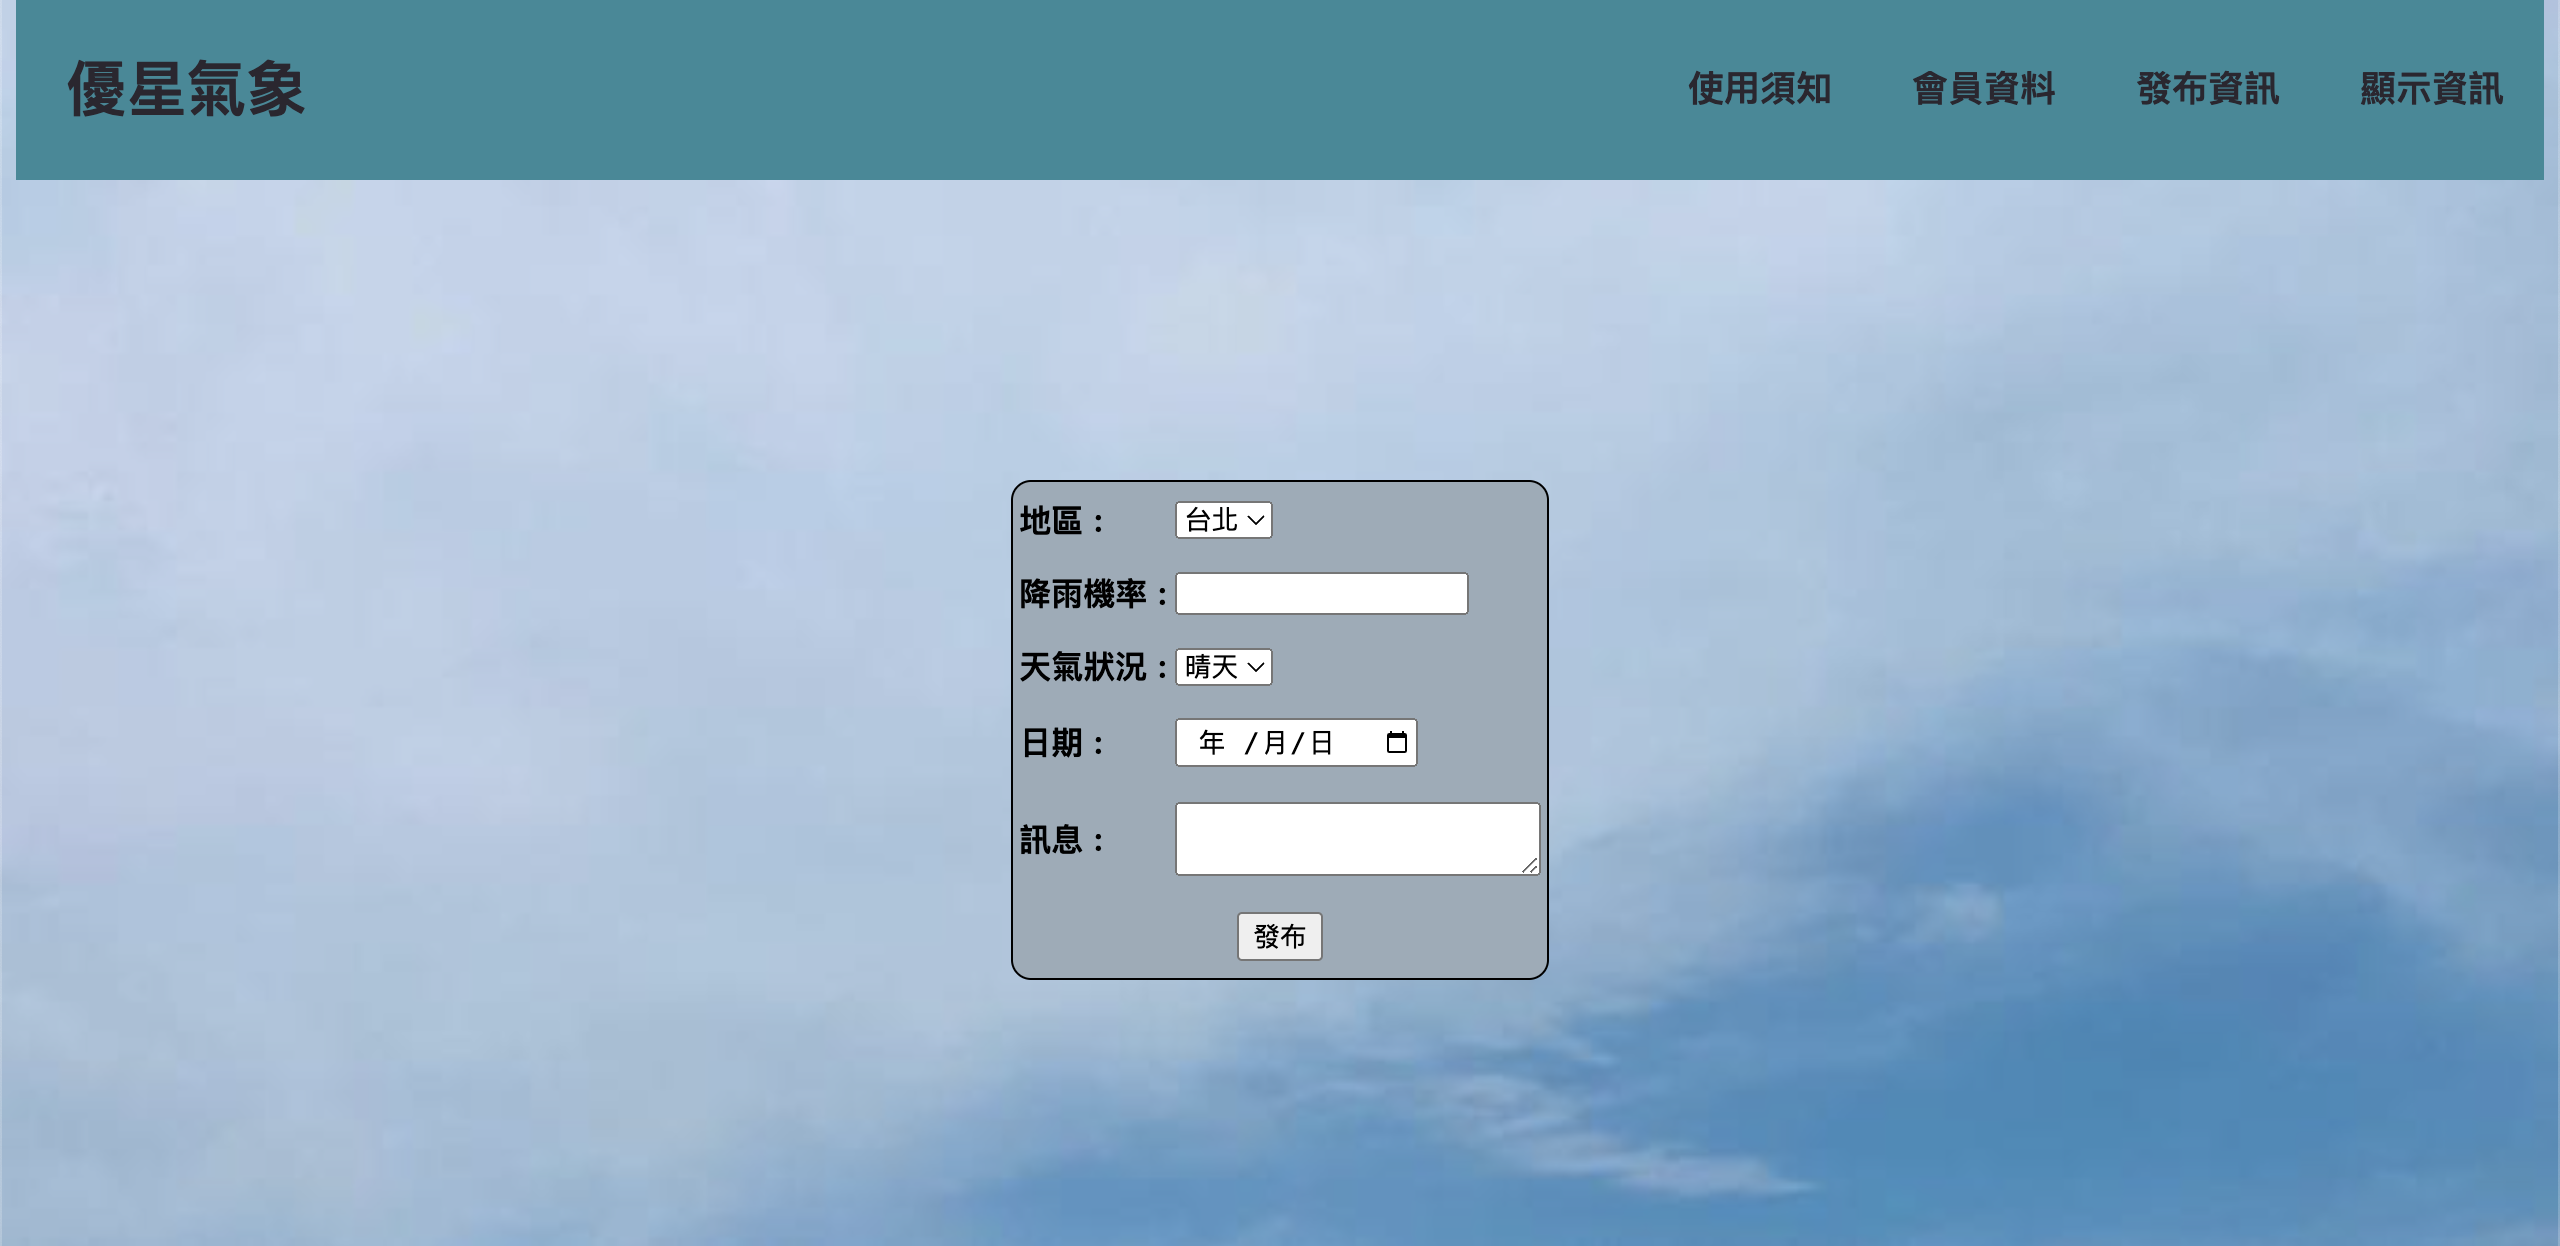 優星氣象
使用須知 會員資料 發布資訊 顯示資訊
地區： 台北
降雨機率：
天氣狀況： 晴天
日期： 年 /月/日
訊息：
發布